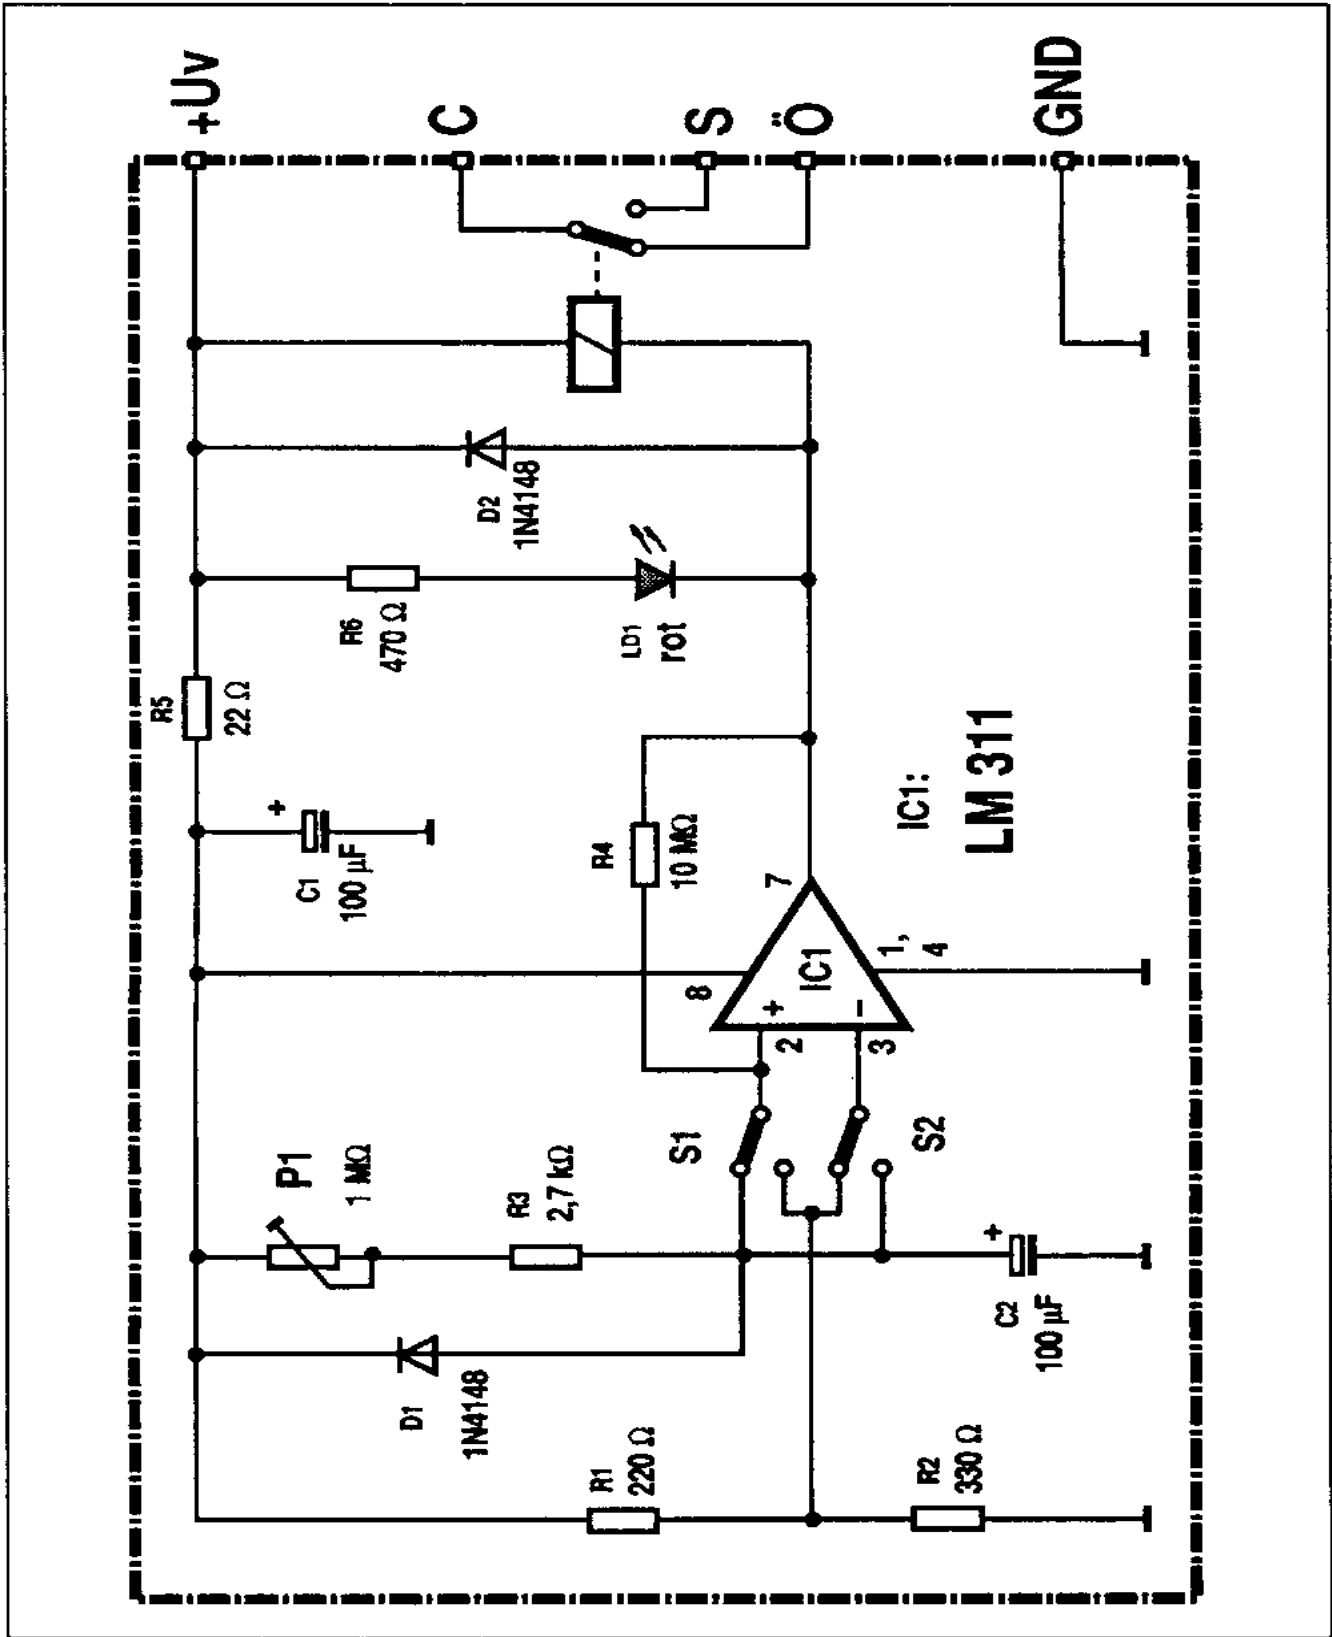 +Uv
C
S
Ö
GND
D2
1N4148
R6
470 Ω
LD1
rot
R5
22 Ω
+
C1
100 µF
R4
10 MΩ
IC1:
LM 311
7
8
IC1
1,
4
+
−
2
3
S1
S2
P1
1 MΩ
R3
2,7 kΩ
+
C2
100 µF
D1
1N4148
R1
220 Ω
R2
330 Ω